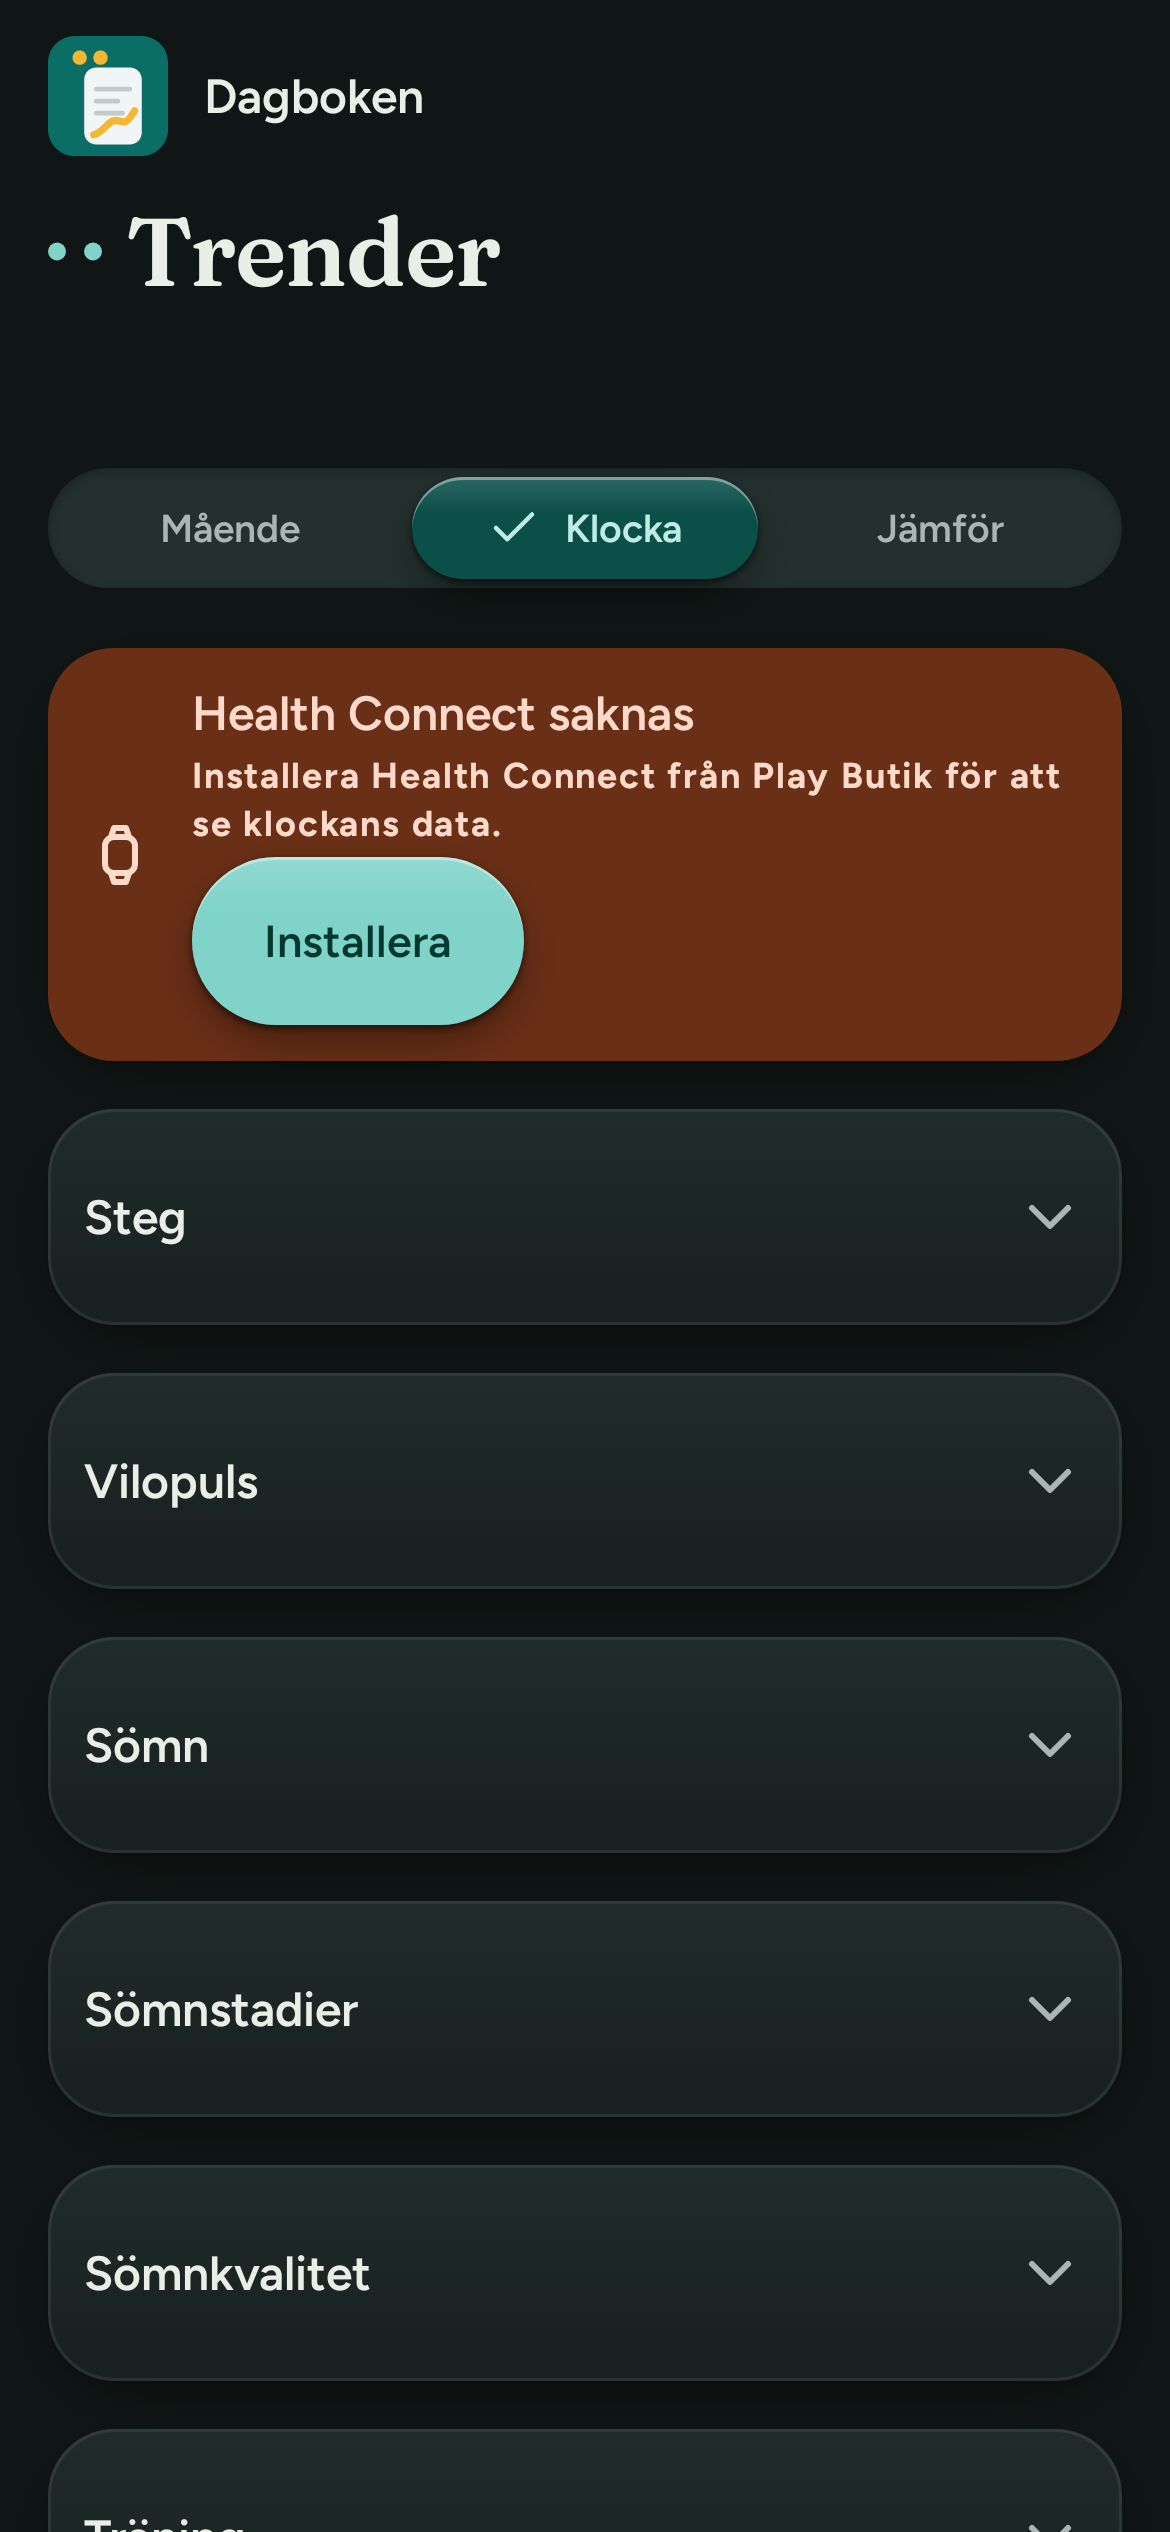 Dagboken
Trender
Mående
Klocka
Jämför
Health Connect saknas
Installera Health Connect från Play Butik för att
se klockans data.
Installera
Steg
Vilopuls
Sömn
Sömnstadier
Sömnkvalitet
Träning